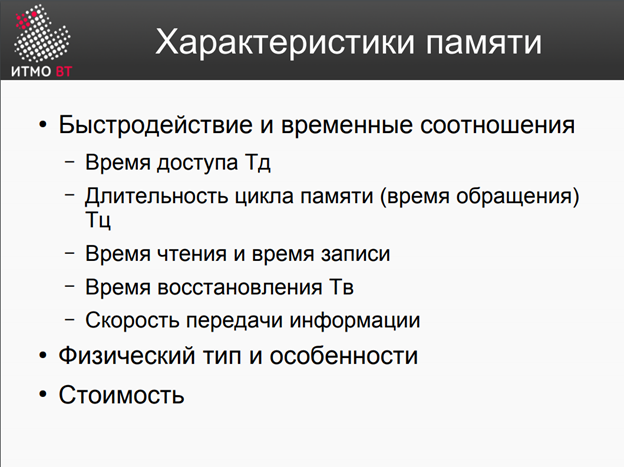 ИТМО ВТ
Характеристики памяти
• Быстродействие и временные соотношения
– Время доступа Тд
– Длительность цикла памяти (время обращения)
Тц
– Время чтения и время записи
– Время восстановления Тв
– Скорость передачи информации
• Физический тип и особенности
• Стоимость